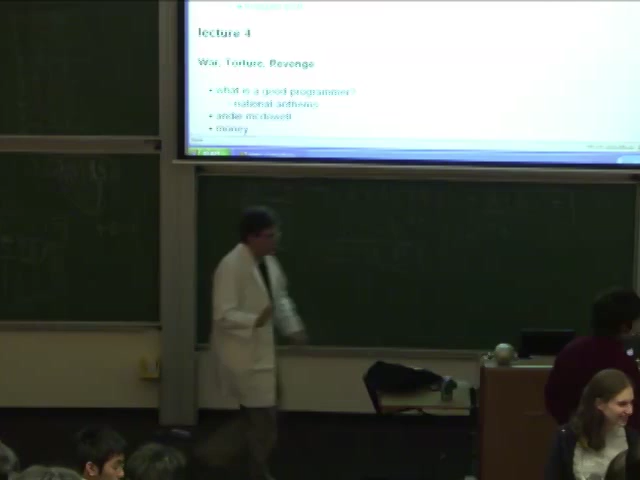 lecture 4
War, Torture, Revenge
• what is a good programmer?
- national anthems
• andie mcdowell
• money